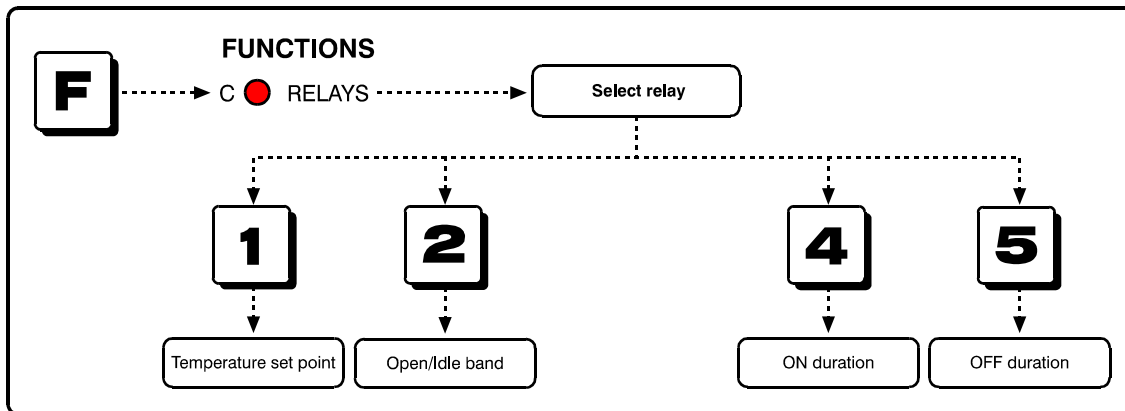 FUNCTIONS
F
C RELAYS
Select relay
1
2
4
5
Temperature set point
Open/Idle band
ON duration
OFF duration